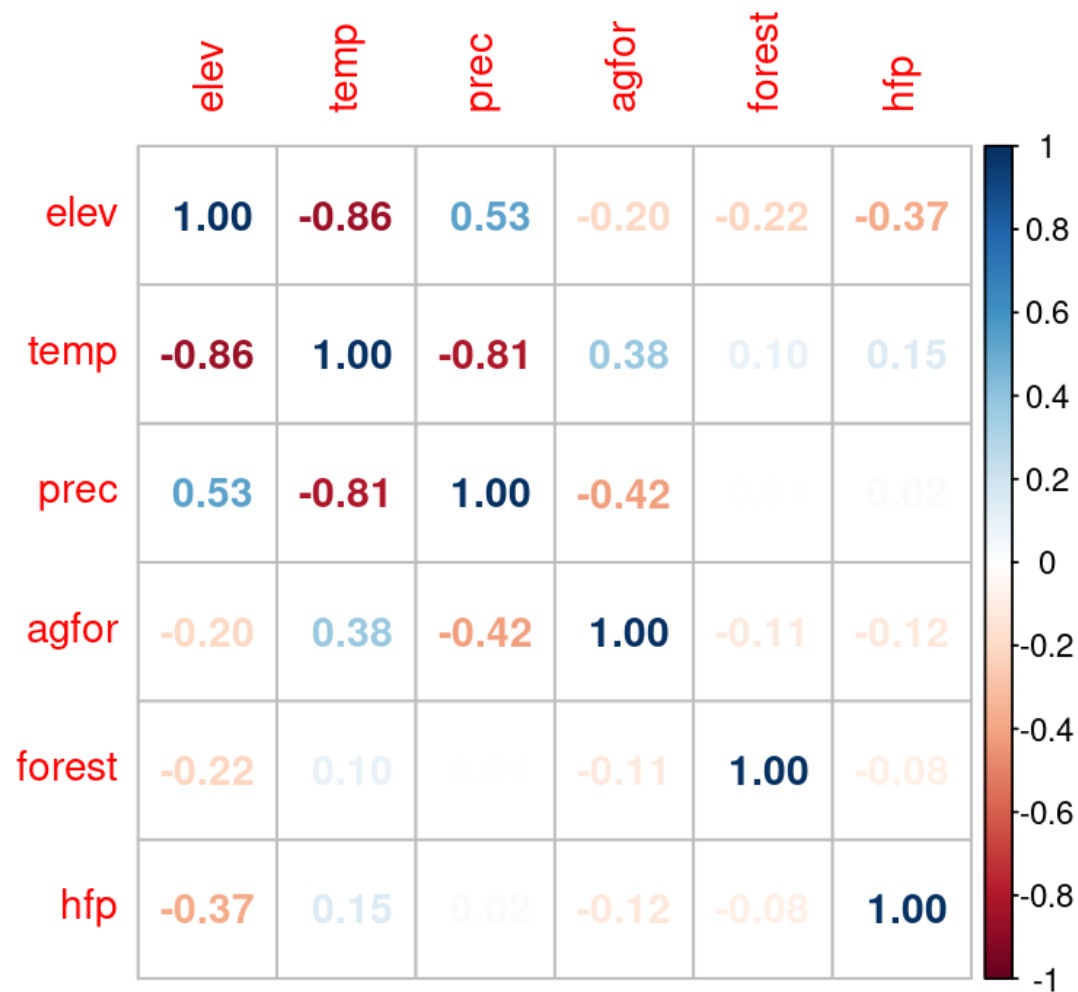 elev temp prec agfor forest hfp
elev 1.00 -0.86 0.53 -0.20 -0.22 -0.37
temp -0.86 1.00 -0.81 0.38 0.10 0.15
prec 0.53 -0.81 1.00 -0.42 0.02
agfor -0.20 0.38 -0.42 1.00 -0.11 -0.12
forest -0.22 0.10 -0.11 1.00 -0.08
hfp -0.37 0.15 0.02 -0.12 -0.08 1.00
1
0.8
0.6
0.4
0.2
0
-0.2
-0.4
-0.6
-0.8
-1